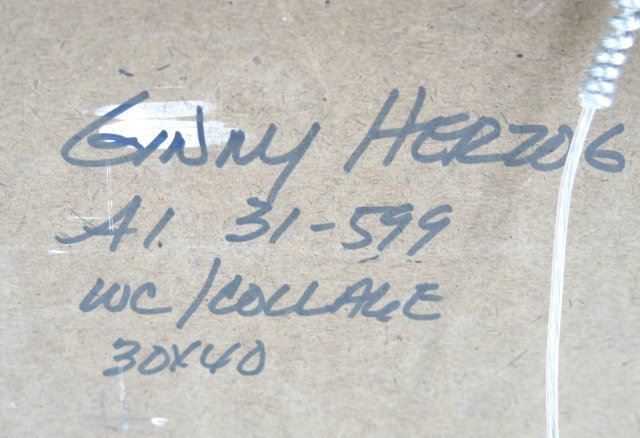 GINNY HERZOG
A1. 31-599
WC/COLLAGE
30X40